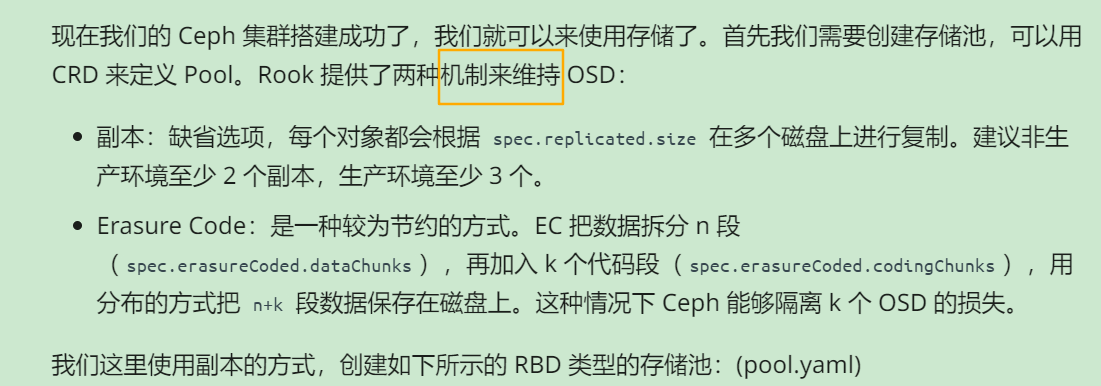 现在我们的 Ceph 集群搭建成功了，我们就可以来使用存储了。首先我们需要创建存储池，可以用
CRD 来定义 Pool。Rook 提供了两种机制来维持 OSD：
• 副本：缺省选项，每个对象都会根据 spec.replicated.size 在多个磁盘上进行复制。建议非生
产环境至少 2 个副本，生产环境至少 3 个。
• Erasure Code：是一种较为节约的方式。EC 把数据拆分 n 段
（spec.erasureCoded.dataChunks），再加入 k 个代码段（spec.erasureCoded.codingChunks），用
分布的方式把 n+k 段数据保存在磁盘上。这种情况下 Ceph 能够隔离 k 个 OSD 的损失。
我们这里使用副本的方式，创建如下所示的 RBD 类型的存储池：(pool.yaml)